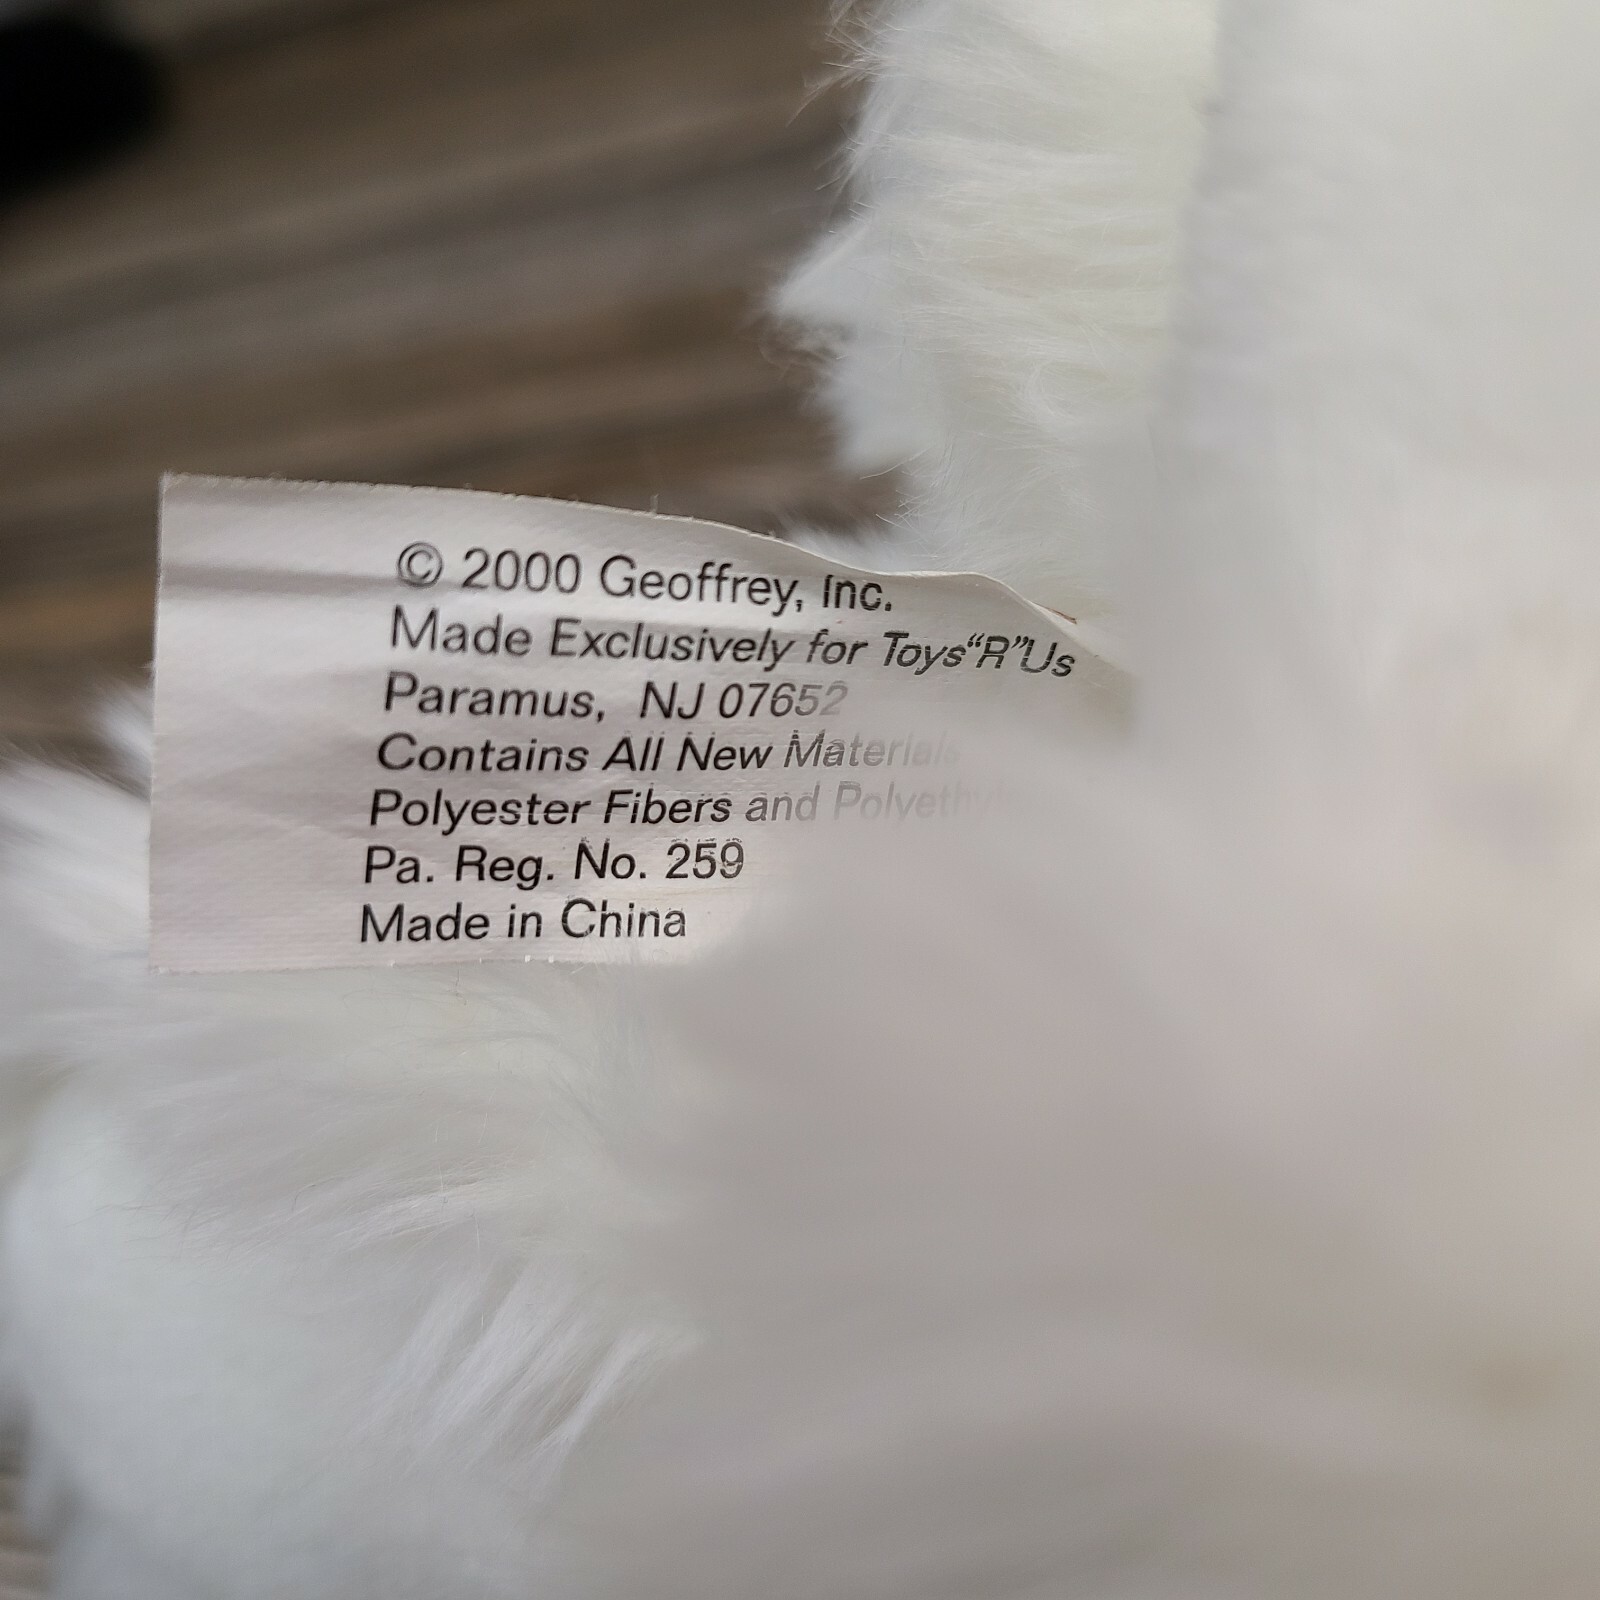 © 2000 Geoffrey, Inc.
Made Exclusively for Toys“R”Us
Paramus, NJ 07652
Contains All New Materials
Polyester Fibers and
Pa. Reg. No. 259
Made in China